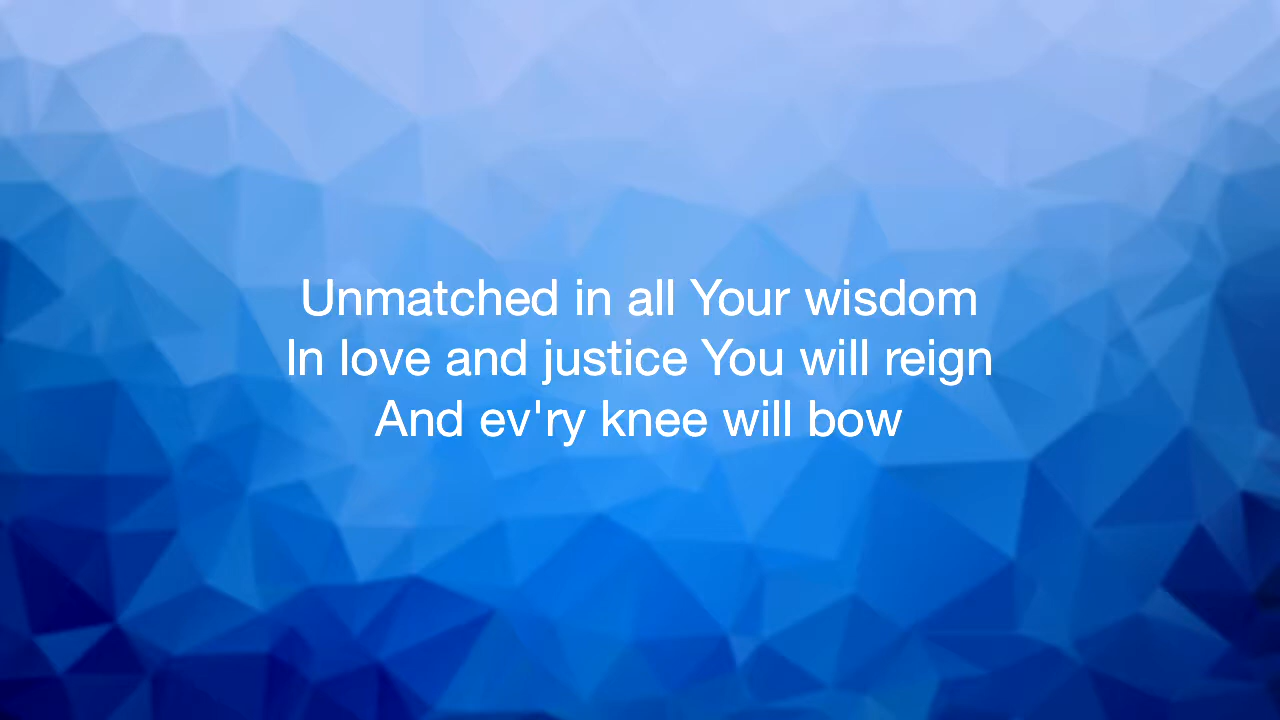 Unmatched in all Your wisdom
In love and justice You will reign
And ev'ry knee will bow